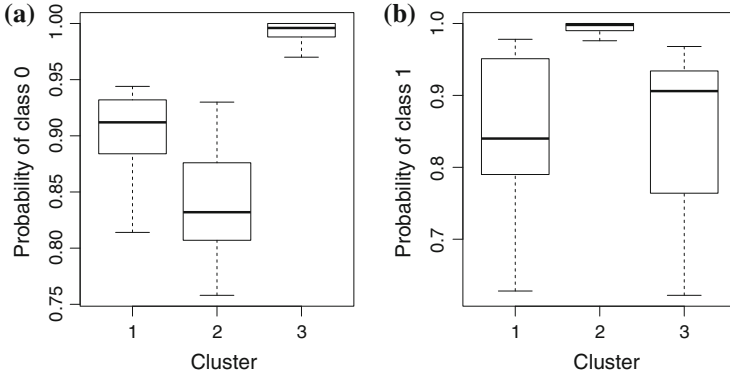 (a)
Probability of class 0
1.00
0.95
0.90
0.85
0.80
0.75
1 2 3
Cluster
(b)
Probability of class 1
1.0
0.9
0.8
0.7
1 2 3
Cluster